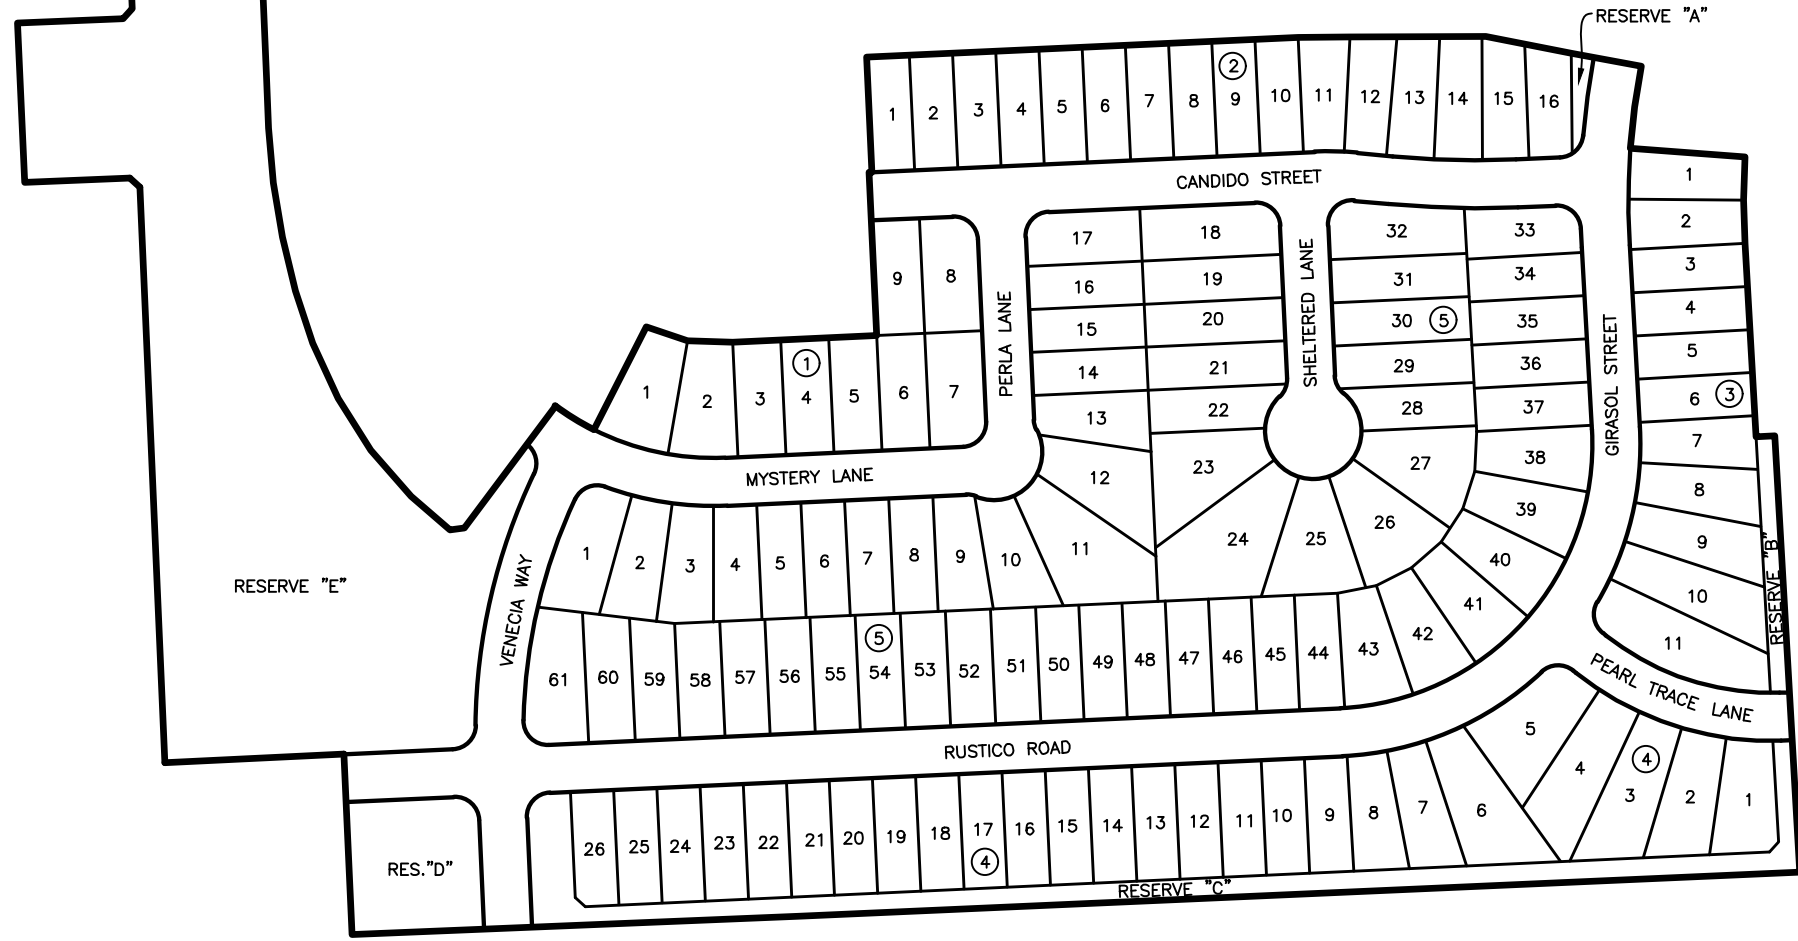 RESERVE "A"
2
1 2 3 4 5 6 7 8 9 10 11 12 13 14 15 16
CANDIDO STREET
1
2
3
4
5
6 3
7
8
9
10
11
RESERVE "B"
9 8
17 18
16 19
15 20
14 21
13 22
12 23
11 24 25 26 27
32 33
31 34
30 5 35
29 36
28 37
38
39
40
41
42
43
PERLA LANE
SHELTERED LANE
GIRASOL STREET
1
1 2 3 4 5 6 7
MYSTERY LANE
1 2 3 4 5 6 7 8 9 10
RESERVE "E"
VENECIA WAY
5
61 60 59 58 57 56 55 54 53 52 51 50 49 48 47 46 45 44
PEARL TRACE LANE
RUSTICO ROAD
5 4 3 2 1
4
26 25 24 23 22 21 20 19 18 17 16 15 14 13 12 11 10 9 8 7 6
4
RES."D"
RESERVE "C"